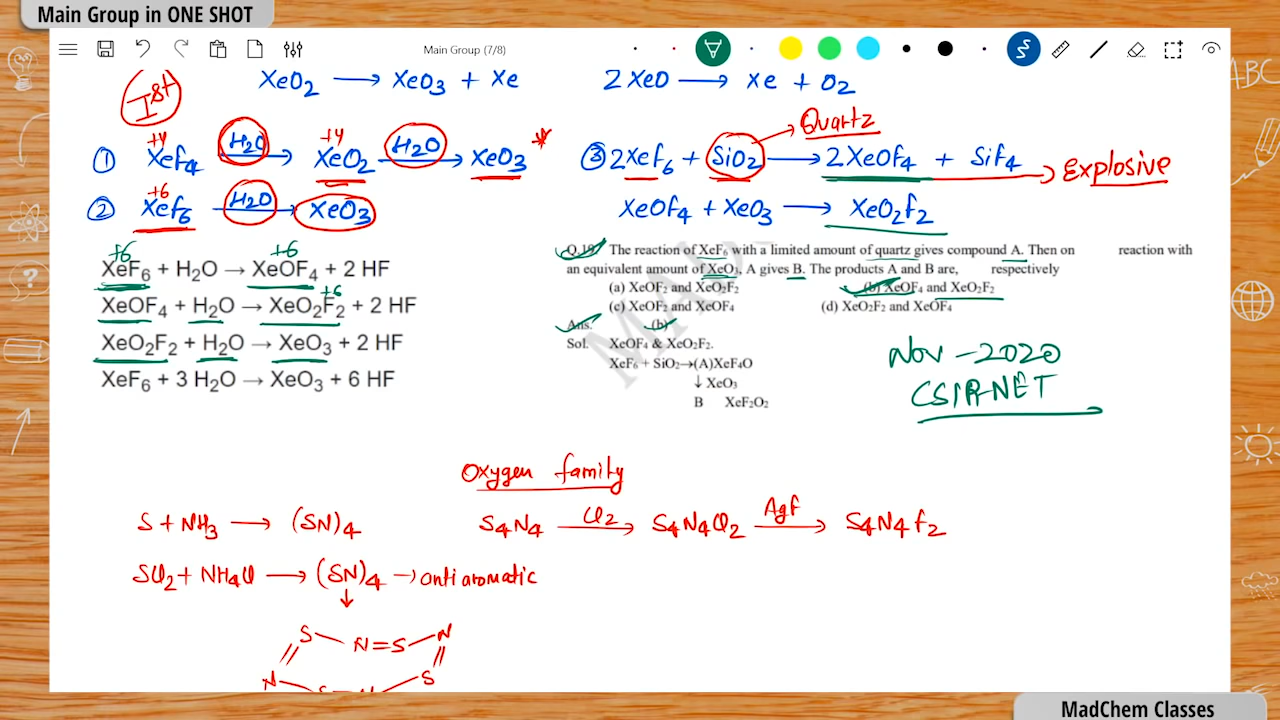 Main Group in ONE SHOT
Main Group (7/8)
ABC
XeO2 → XeO3 + Xe
2 XeO → Xe + O2
Ist
Quartz
+4 +4
① XeF4 H2O → XeO2 H2O → XeO3 *
③ 2XeF6 + SiO2 → 2XeOF4 + SiF4 → Explosive
+6
② XeF6 H2O → XeO3
XeOF4 + XeO3 → XeO2F2
+6 +6
XeF6 + H2O → XeOF4 + 2 HF
+6
XeOF4 + H2O → XeO2F2 + 2 HF
XeO2F2 + H2O → XeO3 + 2 HF
XeF6 + 3 H2O → XeO3 + 6 HF
Q.19 The reaction of XeF6 with a limited amount of quartz gives compound A. Then on reaction with
an equivalent amount of XeO3, A gives B. The products A and B are, respectively
(a) XeOF2 and XeO2F2 (b) XeOF4 and XeO2F2
(c) XeOF2 and XeOF4 (d) XeO2F2 and XeOF4
Ans. (b)
Sol. XeOF4 & XeO2F2.
XeF6 + SiO2→(A)XeF4O
↓ XeO3
B XeF2O2
Nov - 2020
CSIR-NET
Oxygen family
S + NH3 → (SN)4
S4N4 Cl2 → S4N4Cl2 AgF → S4N4F2
SCl2 + NH4Cl → (SN)4 → antiaromatic
↓
S N=S N
N S
MadChem Classes